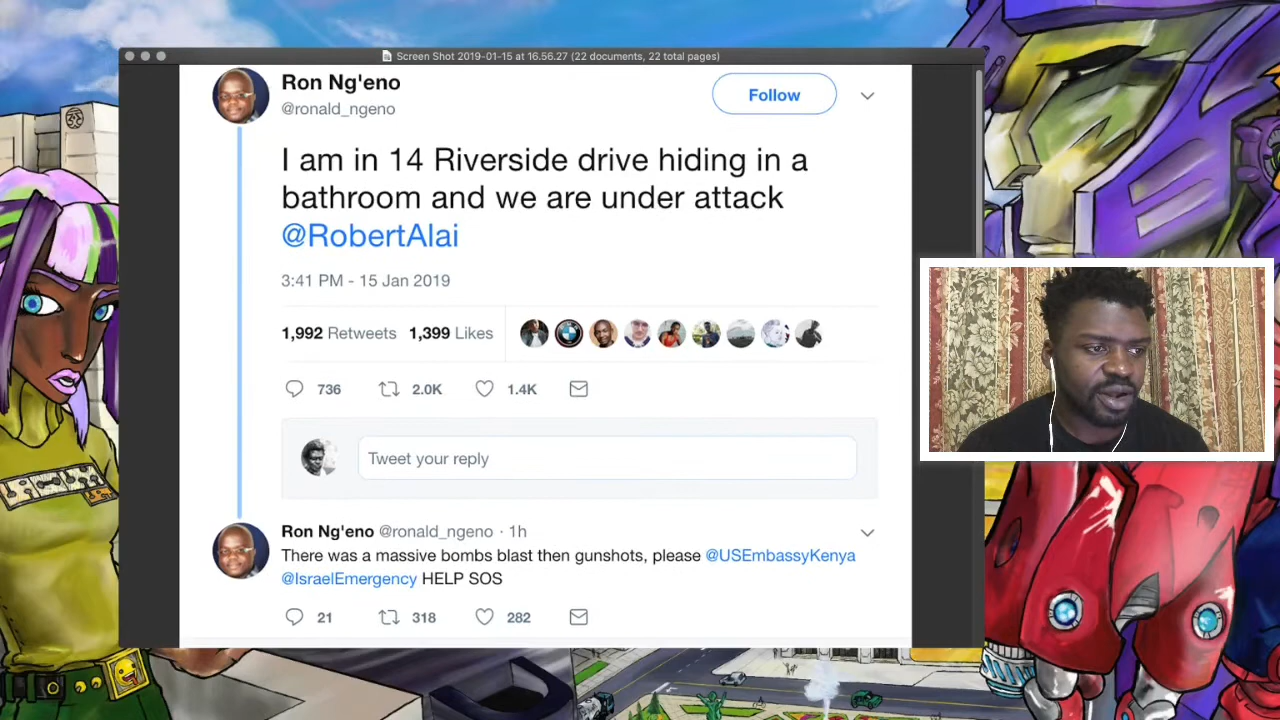 Screen Shot 2019-01-15 at 16.56.27 (22 documents, 22 total pages)
Ron Ng'eno
@ronald_ngeno
Follow
I am in 14 Riverside drive hiding in a
bathroom and we are under attack
@RobertAlai
3:41 PM - 15 Jan 2019
1,992 Retweets 1,399 Likes
736 2.0K 1.4K
Tweet your reply
Ron Ng'eno @ronald_ngeno · 1h
There was a massive bombs blast then gunshots, please @USEmbassyKenya
@IsraelEmergency HELP SOS
21 318 282